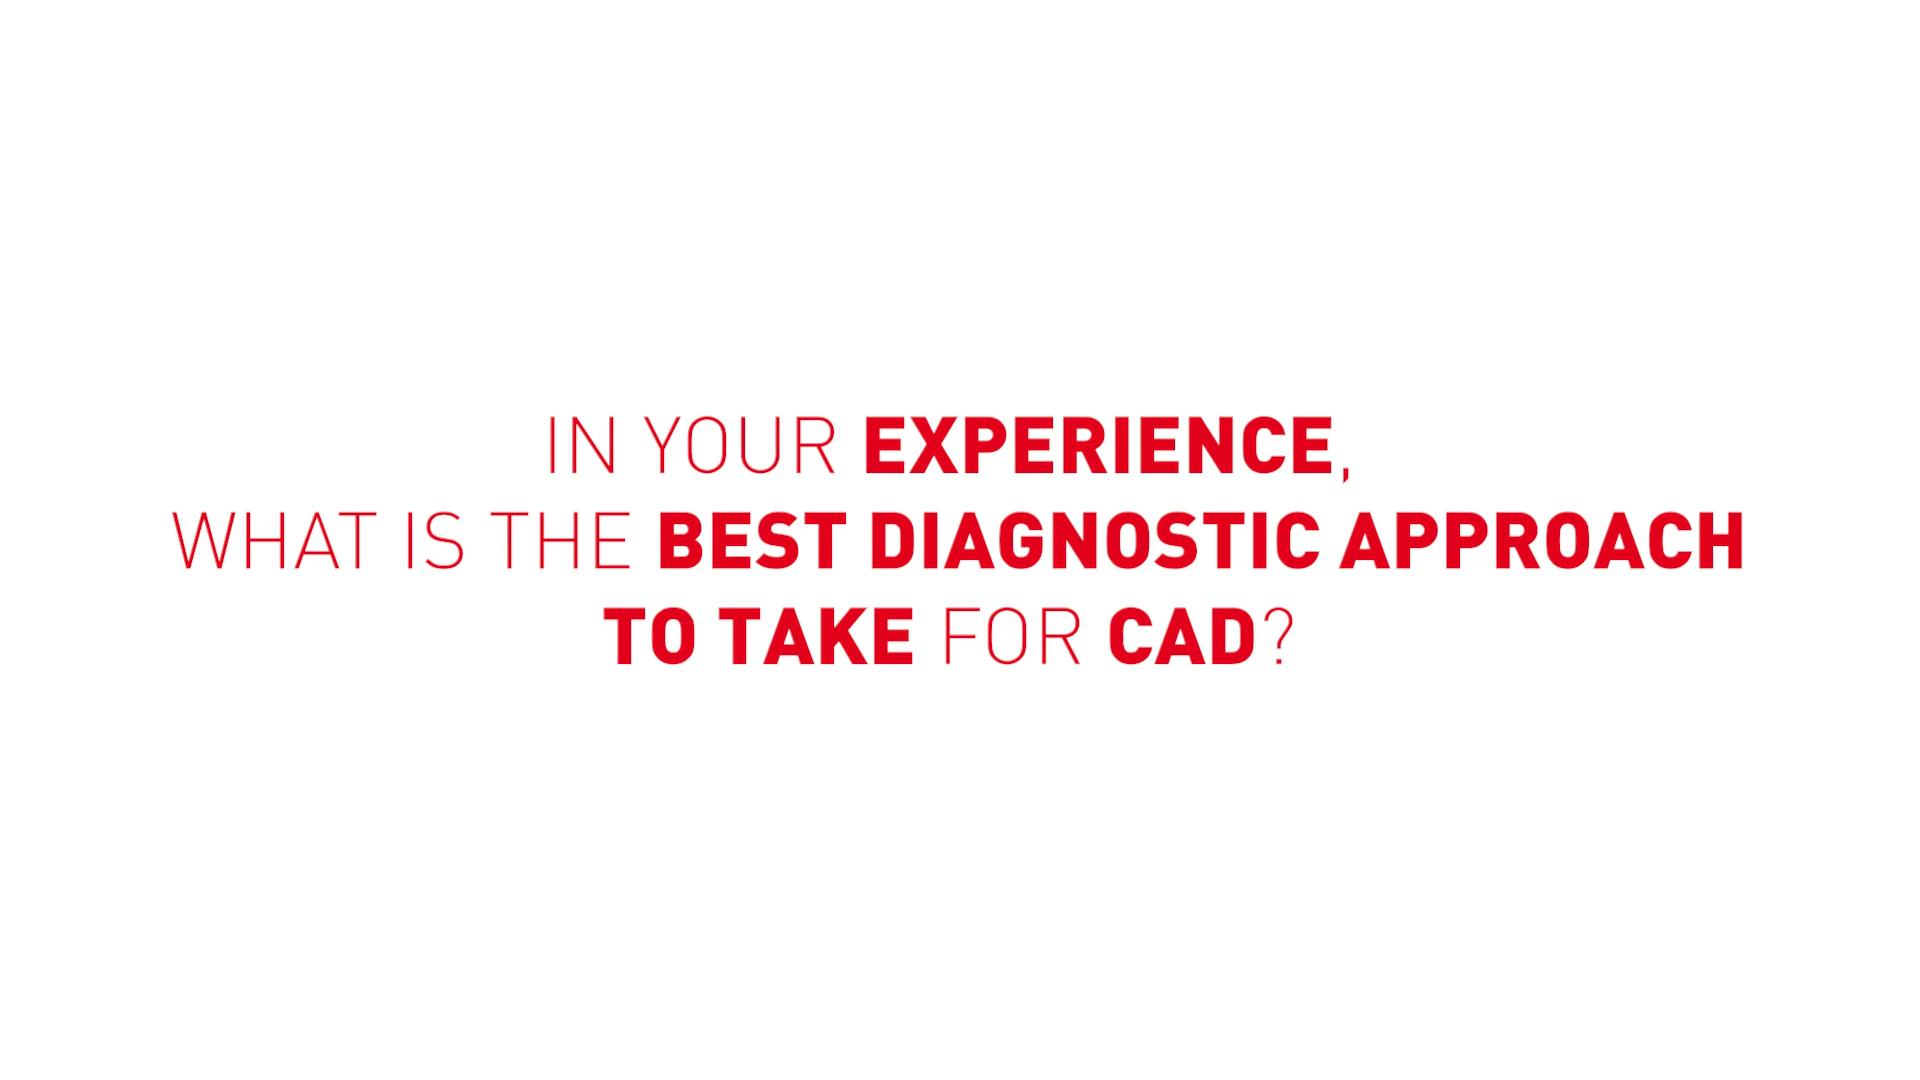 IN YOUR EXPERIENCE,
WHAT IS THE BEST DIAGNOSTIC APPROACH
TO TAKE FOR CAD?